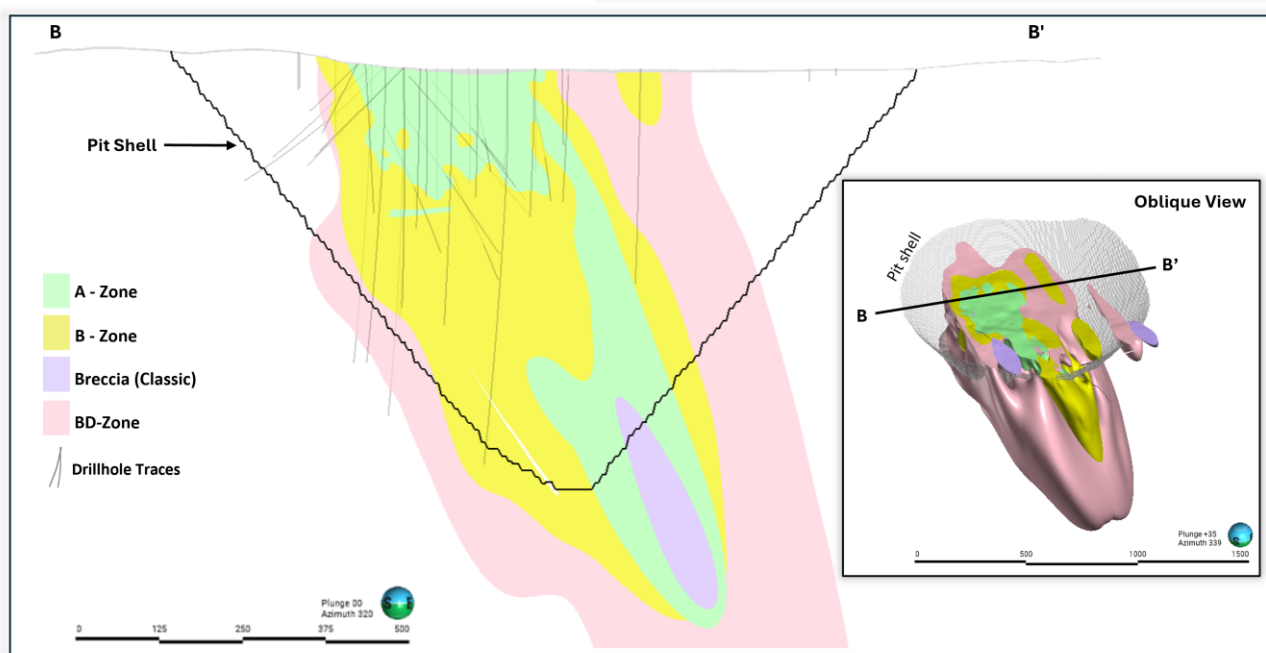 B
B'
Pit Shell
A - Zone
B - Zone
Breccia (Classic)
BD-Zone
Drillhole Traces
Plunge 00
Azimuth 320
S E
0 125 250 375 500
Oblique View
Pit shell
B
B’
Plunge +35
Azimuth 339
S E
0 500 1000 1500